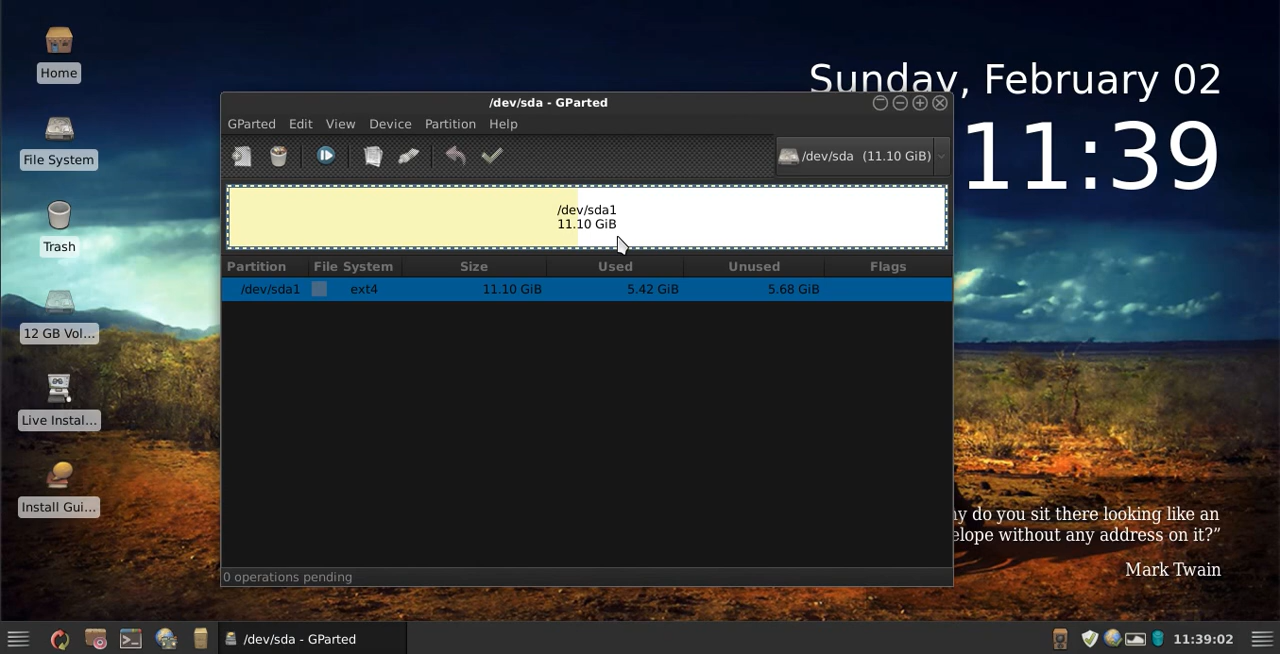 Home
File System
Trash
12 GB Vol...
Live Instal...
Install Gui...
Sunday, February 02
11:39
/dev/sda - GParted
GParted Edit View Device Partition Help
/dev/sda (11.10 GiB)
/dev/sda1
11.10 GiB
Partition File System Size Used Unused Flags
/dev/sda1 ext4 11.10 GiB 5.42 GiB 5.68 GiB
0 operations pending
do you sit there looking like an
without any address on it?”
Mark Twain
/dev/sda - GParted
11:39:02